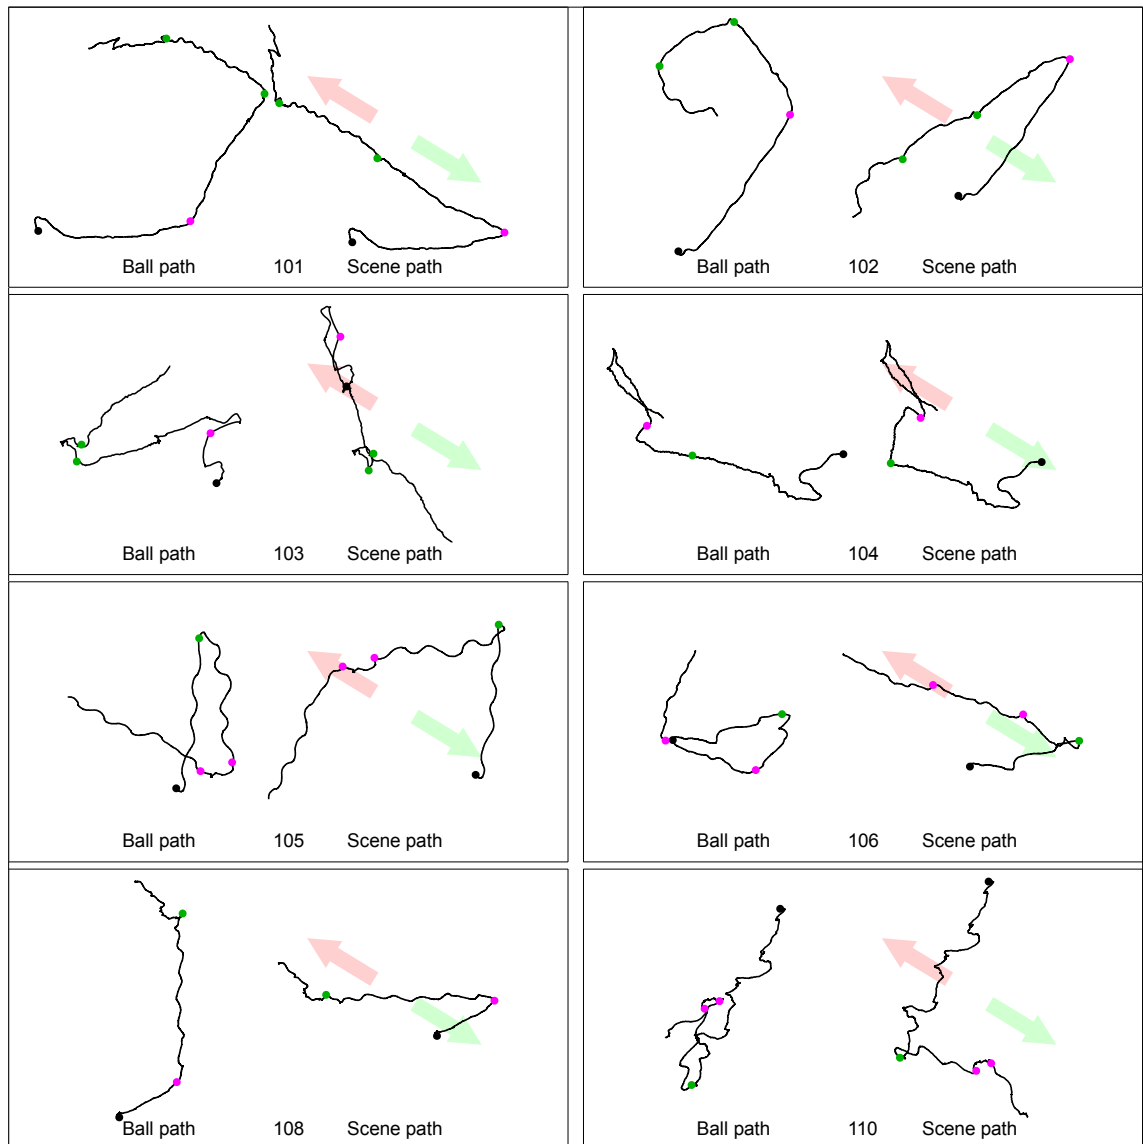 Ball path 101 Scene path
Ball path 102 Scene path
Ball path 103 Scene path
Ball path 104 Scene path
Ball path 105 Scene path
Ball path 106 Scene path
Ball path 108 Scene path
Ball path 110 Scene path